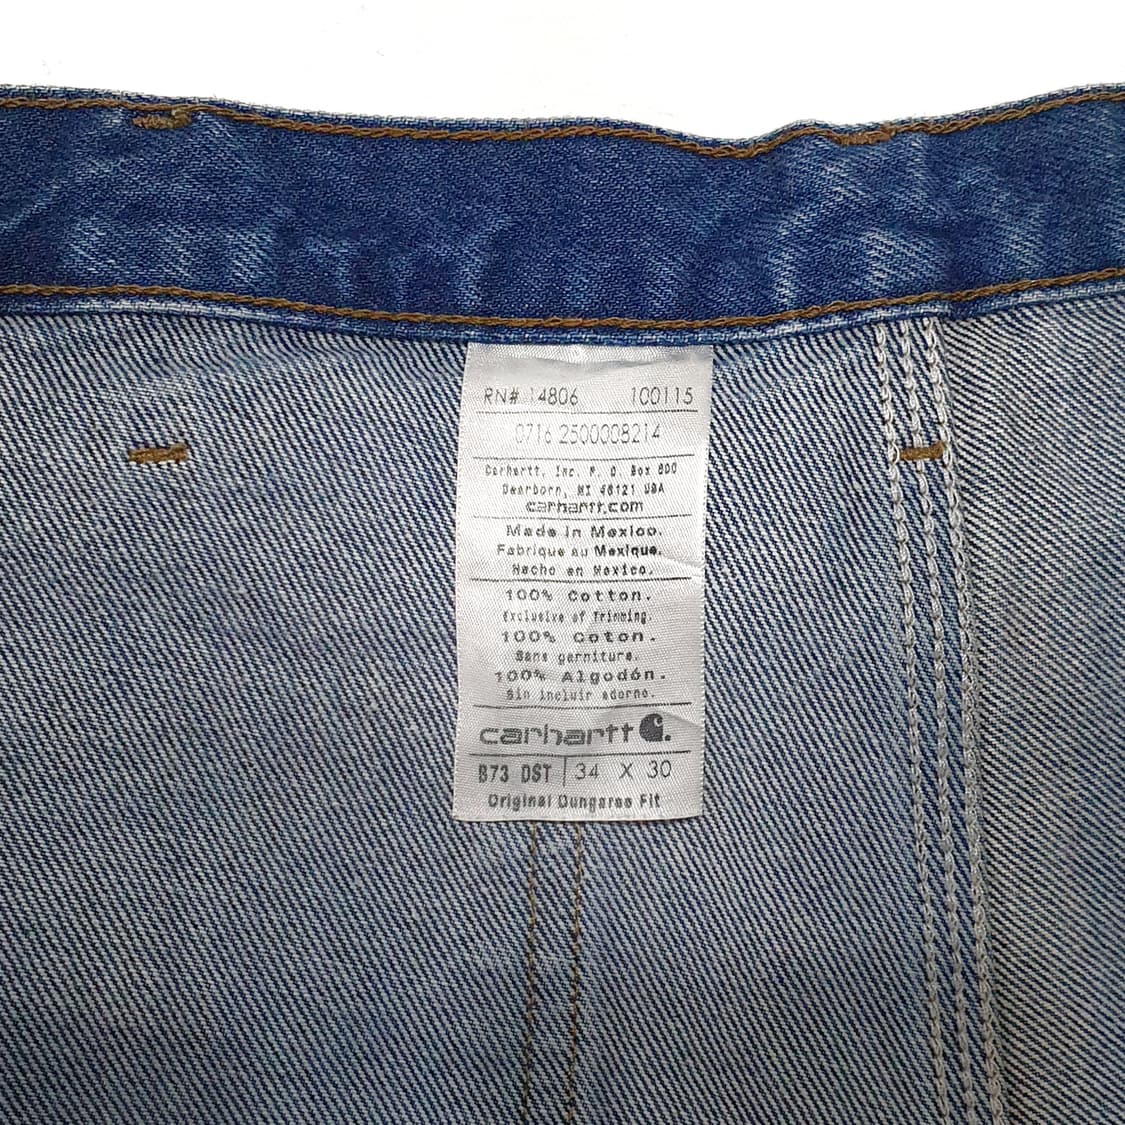 RN# 14806 100115
0716 2500008214
Carhartt, Inc. P. O. Box 600
Dearborn, MI 48121 USA
carhartt.com
Made in Mexico.
Fabrique au Mexique.
Hecho en Mexico.
100% Cotton.
Exclusive of Trimming.
100% Coton.
Sans garniture.
100% Algodón.
Sin incluir adorno.
carhartt
B73 DST 34 X 30
Original Dungaree Fit